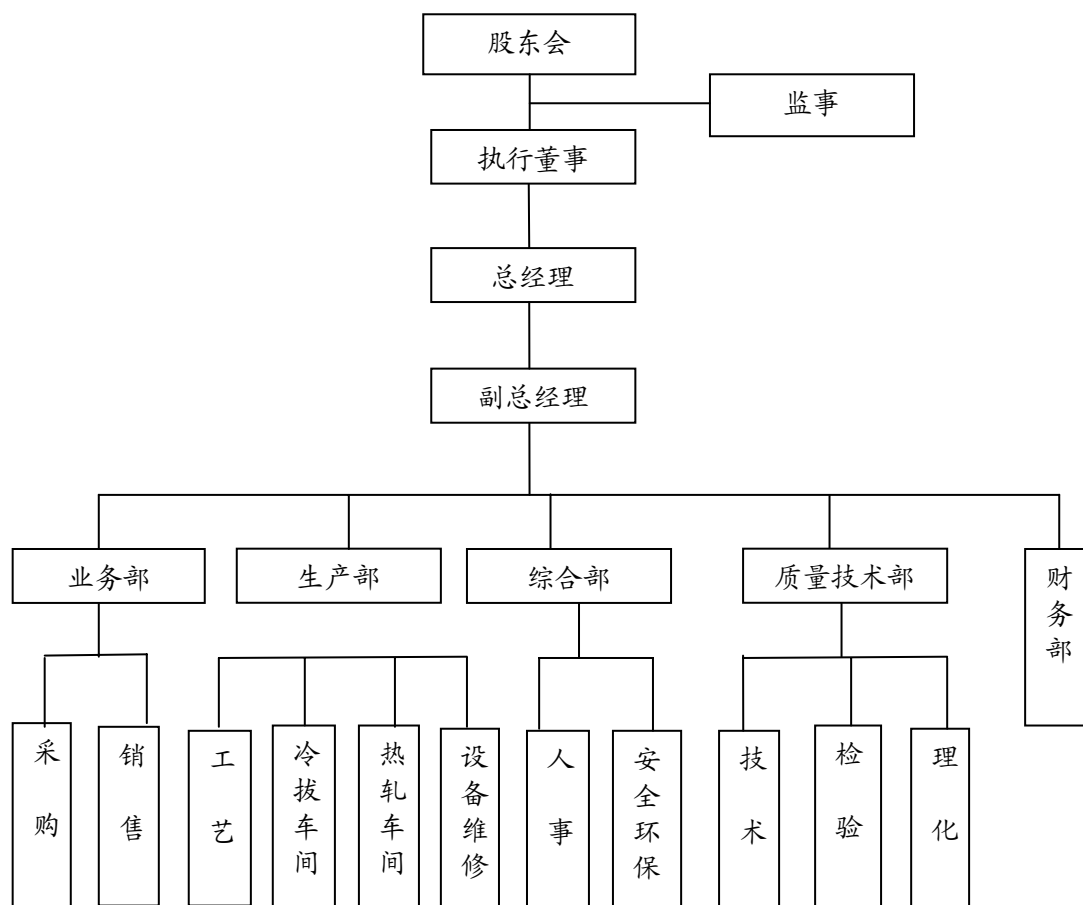 股东会
监事
执行董事
总经理
副总经理
业务部
生产部
综合部
质量技术部
财务部
采购
销售
工艺
冷拔车间
热轧车间
设备维修
人事
安全环保
技术
检验
理化